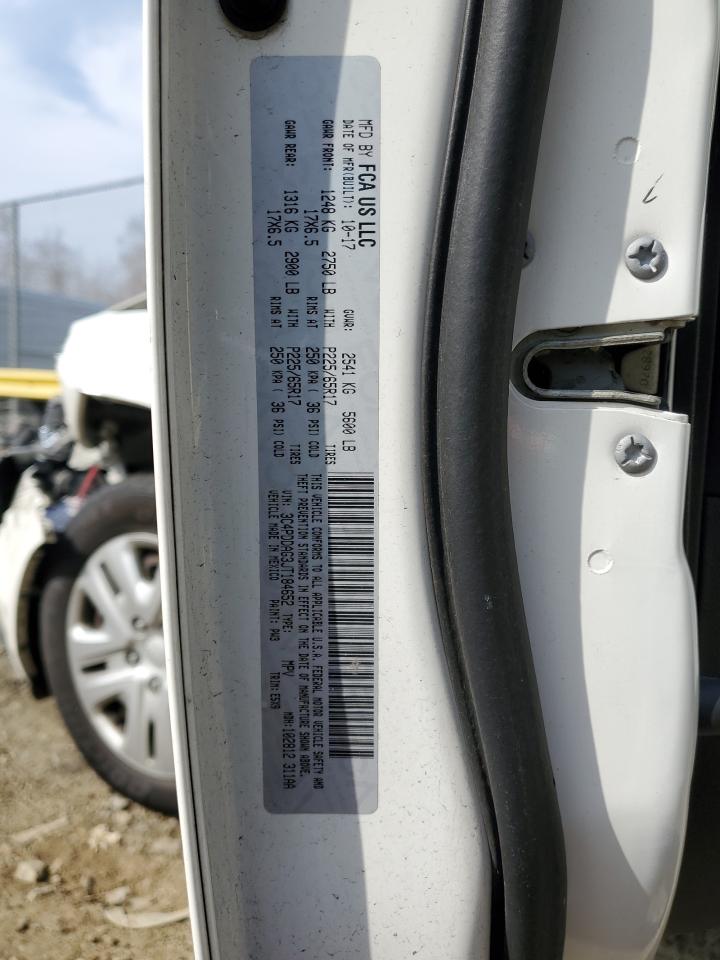 MFD BY FCA US LLC
DATE OF MFR(BUILT): 10-17 GVWR: 2541 KG 5600 LB
GAWR FRONT: 1248 KG 2750 LB WITH P225/65R17 TIRES
17X6.5 RIMS AT 250 KPA ( 36 PSI) COLD
GAWR REAR: 1316 KG 2900 LB WITH P225/65R17 TIRES
17X6.5 RIMS AT 250 KPA ( 36 PSI) COLD
THIS VEHICLE CONFORMS TO ALL APPLICABLE U.S.A. FEDERAL MOTOR VEHICLE SAFETY AND
THEFT PREVENTION STANDARDS IN EFFECT ON THE DATE OF MANUFACTURE SHOWN ABOVE.
VIN: 3C4PDDAG3JT184652 TYPE: MPV MDH:102812 311AA
VEHICLE MADE IN MEXICO PAINT: PW3 TRIM: E5X9